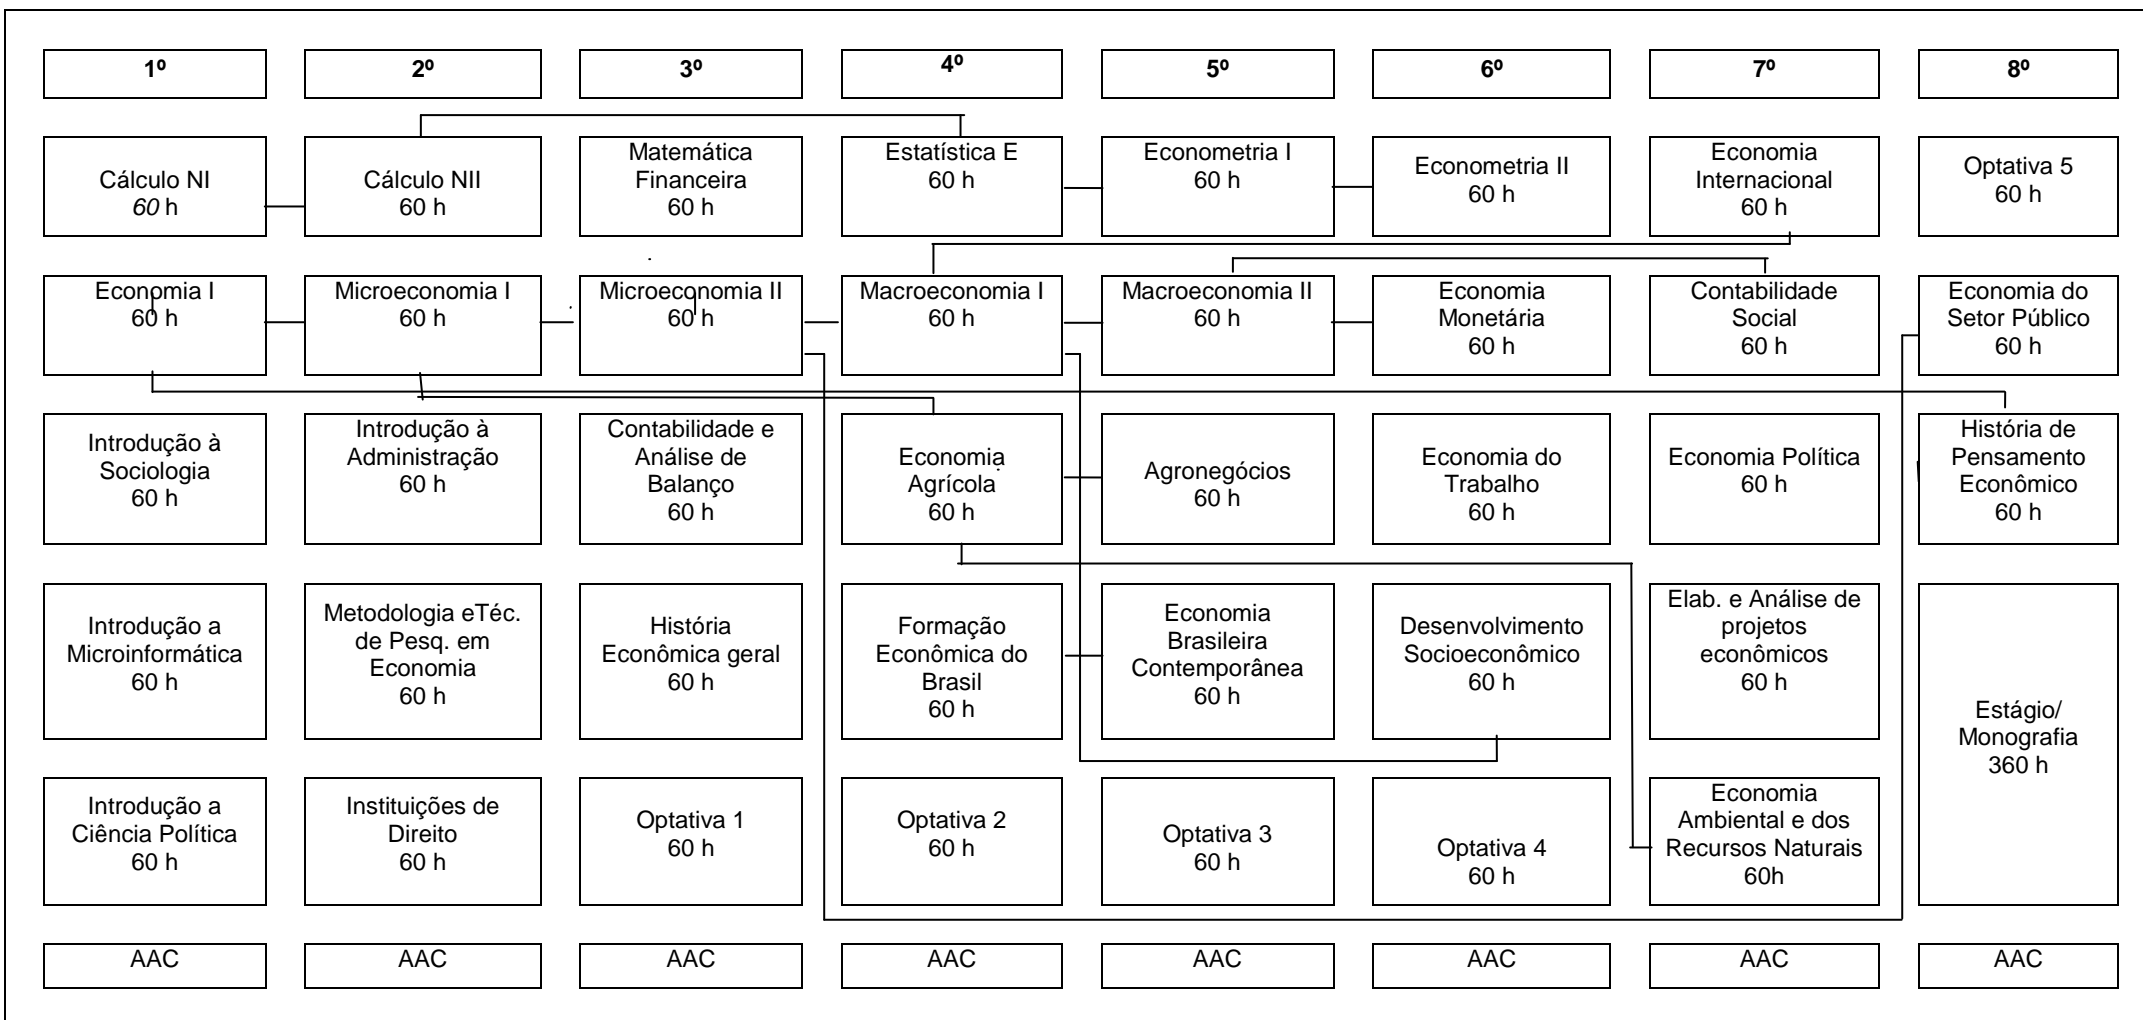 1º
2º
3º
4º
5º
6º
7º
8º
Cálculo NI
60 h
Cálculo NII
60 h
Matemática
Financeira
60 h
Estatística E
60 h
Econometria I
60 h
Econometria II
60 h
Economia
Internacional
60 h
Optativa 5
60 h
Economia I
60 h
Microeconomia I
60 h
Microeconomia II
60 h
Macroeconomia I
60 h
Macroeconomia II
60 h
Economia
Monetária
60 h
Contabilidade
Social
60 h
Economia do
Setor Público
60 h
Introdução à
Sociologia
60 h
Introdução à
Administração
60 h
Contabilidade e
Análise de
Balanço
60 h
Economia
Agrícola
60 h
Agronegócios
60 h
Economia do
Trabalho
60 h
Economia Política
60 h
História de
Pensamento
Econômico
60 h
Introdução a
Microinformática
60 h
Metodologia eTéc.
de Pesq. em
Economia
60 h
História
Econômica geral
60 h
Formação
Econômica do
Brasil
60 h
Economia
Brasileira
Contemporânea
60 h
Desenvolvimento
Socioeconômico
60 h
Elab. e Análise de
projetos
econômicos
60 h
Estágio/
Monografia
360 h
Introdução a
Ciência Política
60 h
Instituições de
Direito
60 h
Optativa 1
60 h
Optativa 2
60 h
Optativa 3
60 h
Optativa 4
60 h
Economia
Ambiental e dos
Recursos Naturais
60h
AAC
AAC
AAC
AAC
AAC
AAC
AAC
AAC